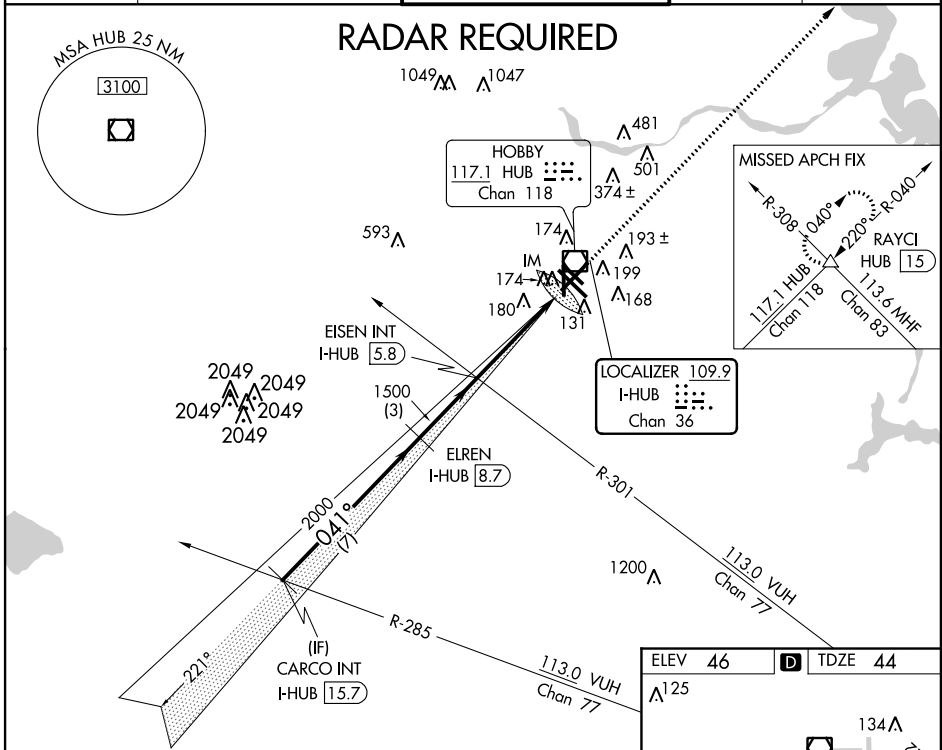 RADAR REQUIRED
MSA HUB 25 NM
3100
1049
1047
481
501
374 ±
HOBBY
117.1 HUB
Chan 118
MISSED APCH FIX
R-308
040°
220°
R-040
RAYCI
HUB 15
117.1 HUB
Chan 118
113.6 MHF
Chan 83
593
174
193 ±
IM
174
199
180
168
131
EISEN INT
I-HUB 5.8
LOCALIZER 109.9
I-HUB
Chan 36
2049
2049
2049
2049
2049
1500
(3)
ELREN
I-HUB 8.7
2000
041°
(7)
R-301
113.0 VUH
Chan 77
1200
R-285
113.0 VUH
Chan 77
(IF)
CARCO INT
I-HUB 15.7
221°
ELEV 46
D
TDZE 44
125
134